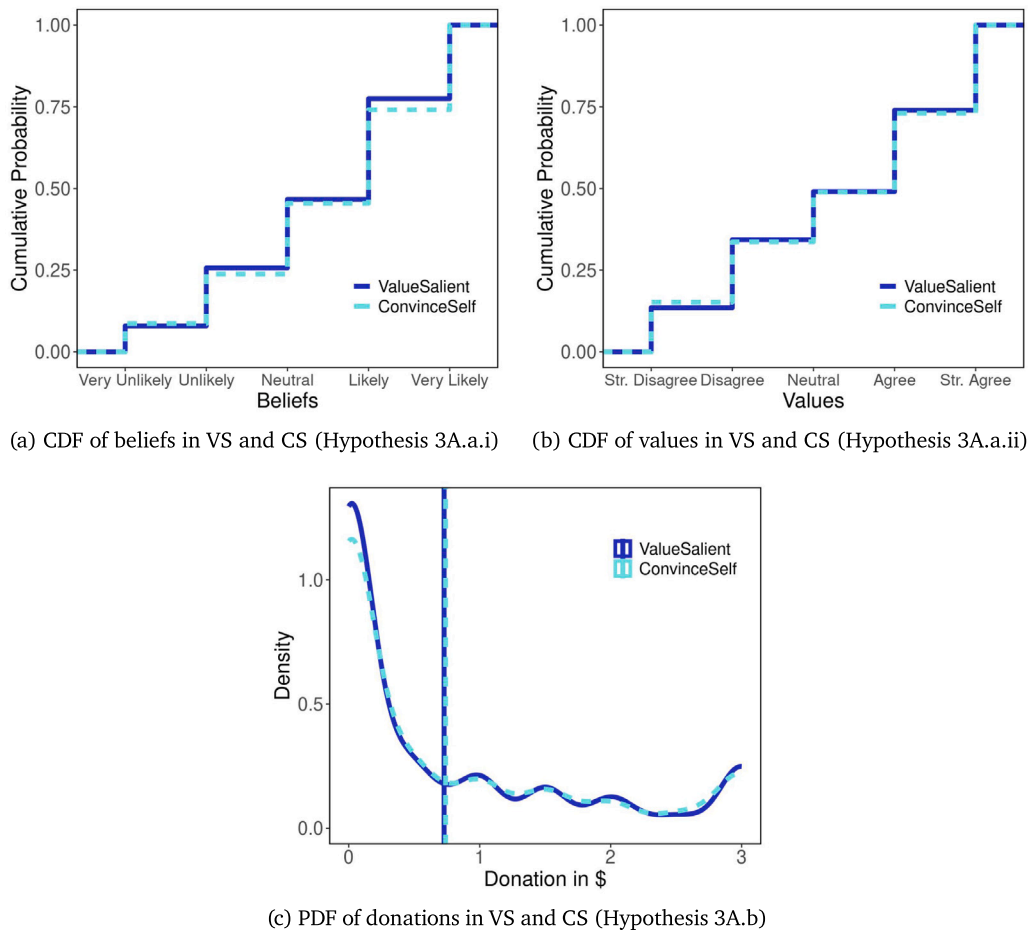 1.00
0.75
0.50
0.25
0.00
Cumulative Probability
ValueSalient
ConvinceSelf
Very Unlikely Unlikely Neutral Likely Very Likely
Beliefs
(a) CDF of beliefs in VS and CS (Hypothesis 3A.a.i)
1.00
0.75
0.50
0.25
0.00
Cumulative Probability
ValueSalient
ConvinceSelf
Str. Disagree Disagree Neutral Agree Str. Agree
Values
(b) CDF of values in VS and CS (Hypothesis 3A.a.ii)
1.0
0.5
0.0
Density
ValueSalient
ConvinceSelf
0 1 2 3
Donation in $
(c) PDF of donations in VS and CS (Hypothesis 3A.b)